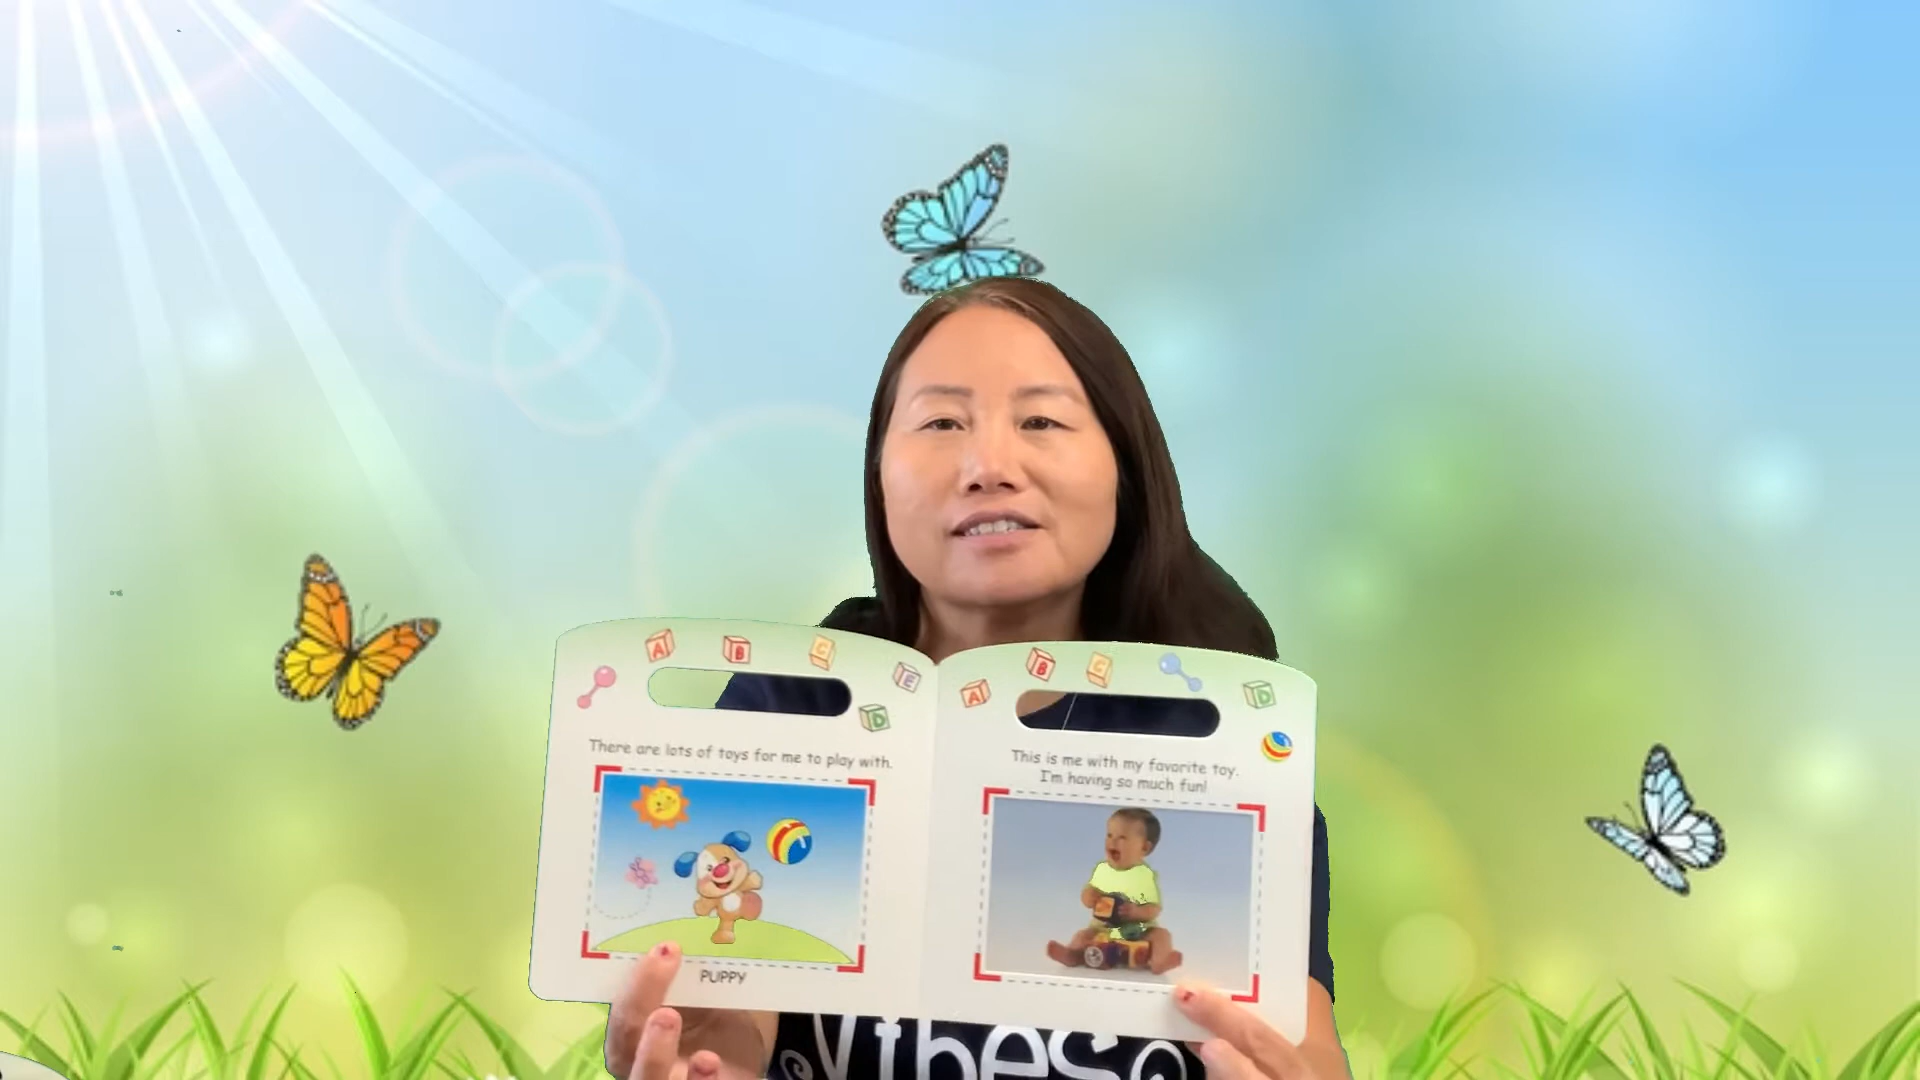 A B C E D
There are lots of toys for me to play with.
PUPPY
A B C D
This is me with my favorite toy.
I'm having so much fun!
Vibes